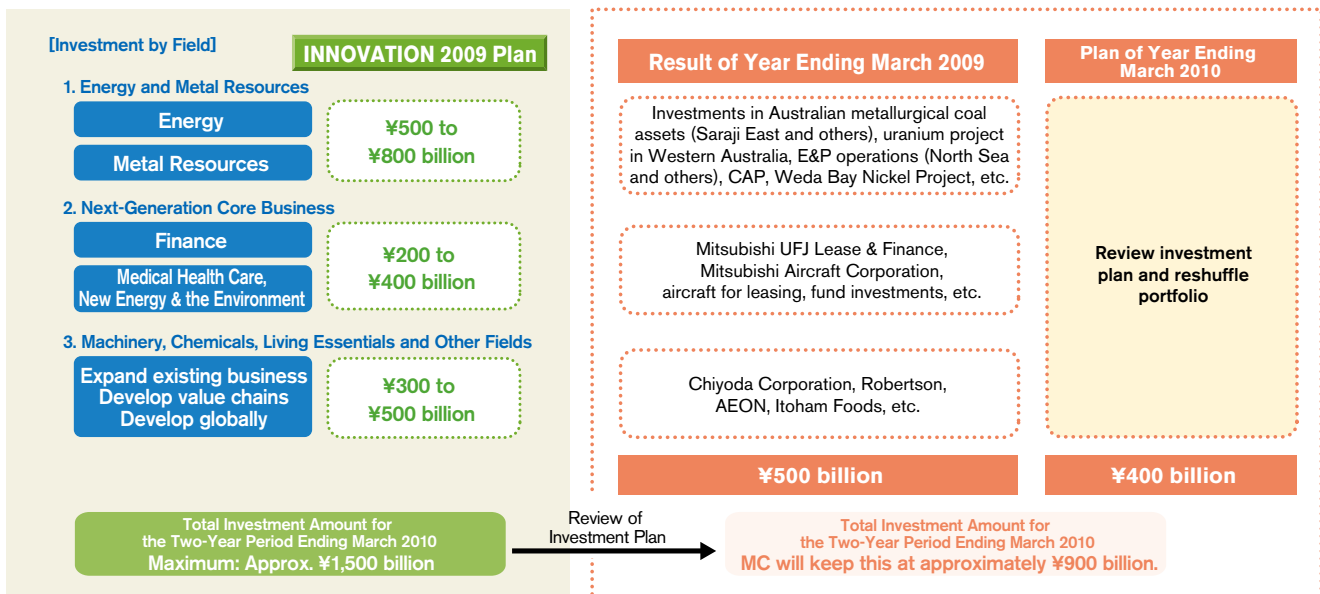 [Investment by Field]
INNOVATION 2009 Plan
1. Energy and Metal Resources
Energy
Metal Resources
¥500 to
¥800 billion
2. Next-Generation Core Business
Finance
Medical Health Care,
New Energy & the Environment
¥200 to
¥400 billion
3. Machinery, Chemicals, Living Essentials and Other Fields
Expand existing business
Develop value chains
Develop globally
¥300 to
¥500 billion
Total Investment Amount for
the Two-Year Period Ending March 2010
Maximum: Approx. ¥1,500 billion
Review of
Investment Plan
Result of Year Ending March 2009
Investments in Australian metallurgical coal
assets (Saraji East and others), uranium project
in Western Australia, E&P operations (North Sea
and others), CAP, Weda Bay Nickel Project, etc.
Mitsubishi UFJ Lease & Finance,
Mitsubishi Aircraft Corporation,
aircraft for leasing, fund investments, etc.
Chiyoda Corporation, Robertson,
AEON, Itoham Foods, etc.
¥500 billion
Plan of Year Ending
March 2010
Review investment
plan and reshuffle
portfolio
¥400 billion
Total Investment Amount for
the Two-Year Period Ending March 2010
MC will keep this at approximately ¥900 billion.